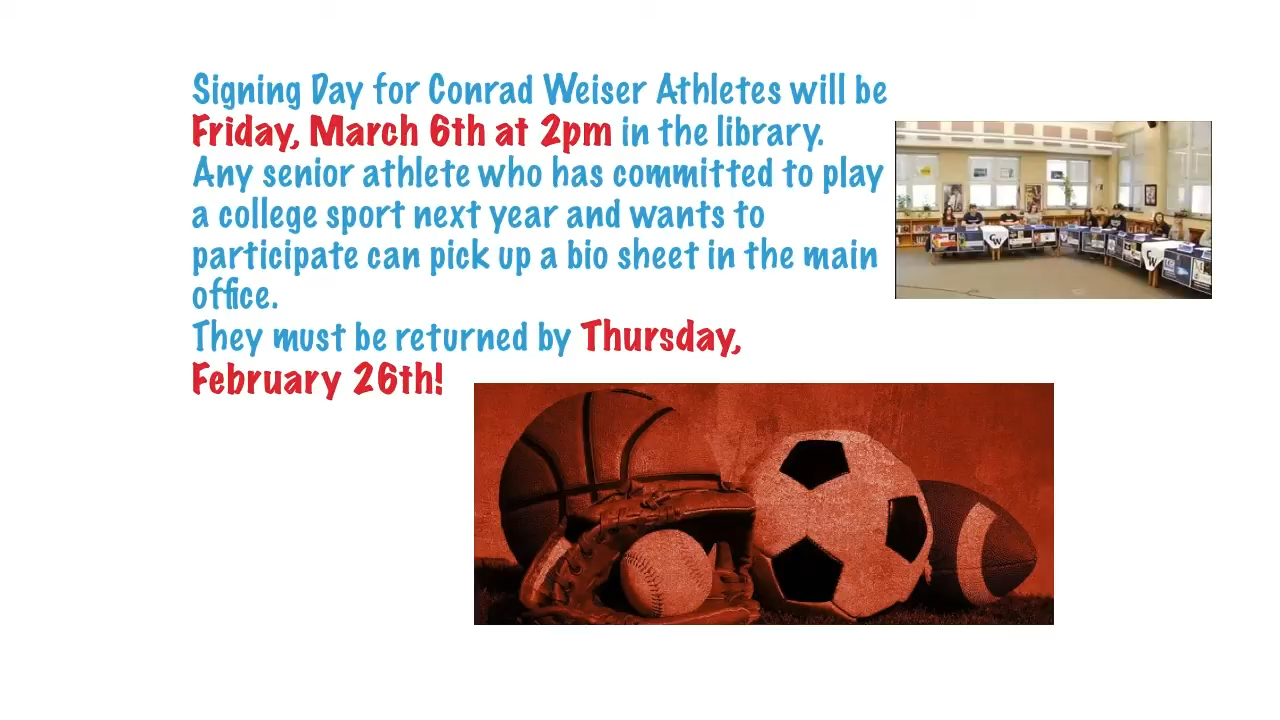 Signing Day for Conrad Weiser Athletes will be
Friday, March 6th at 2pm in the library.
Any senior athlete who has committed to play
a college sport next year and wants to
participate can pick up a bio sheet in the main
office.
They must be returned by Thursday,
February 26th!
CW
CW